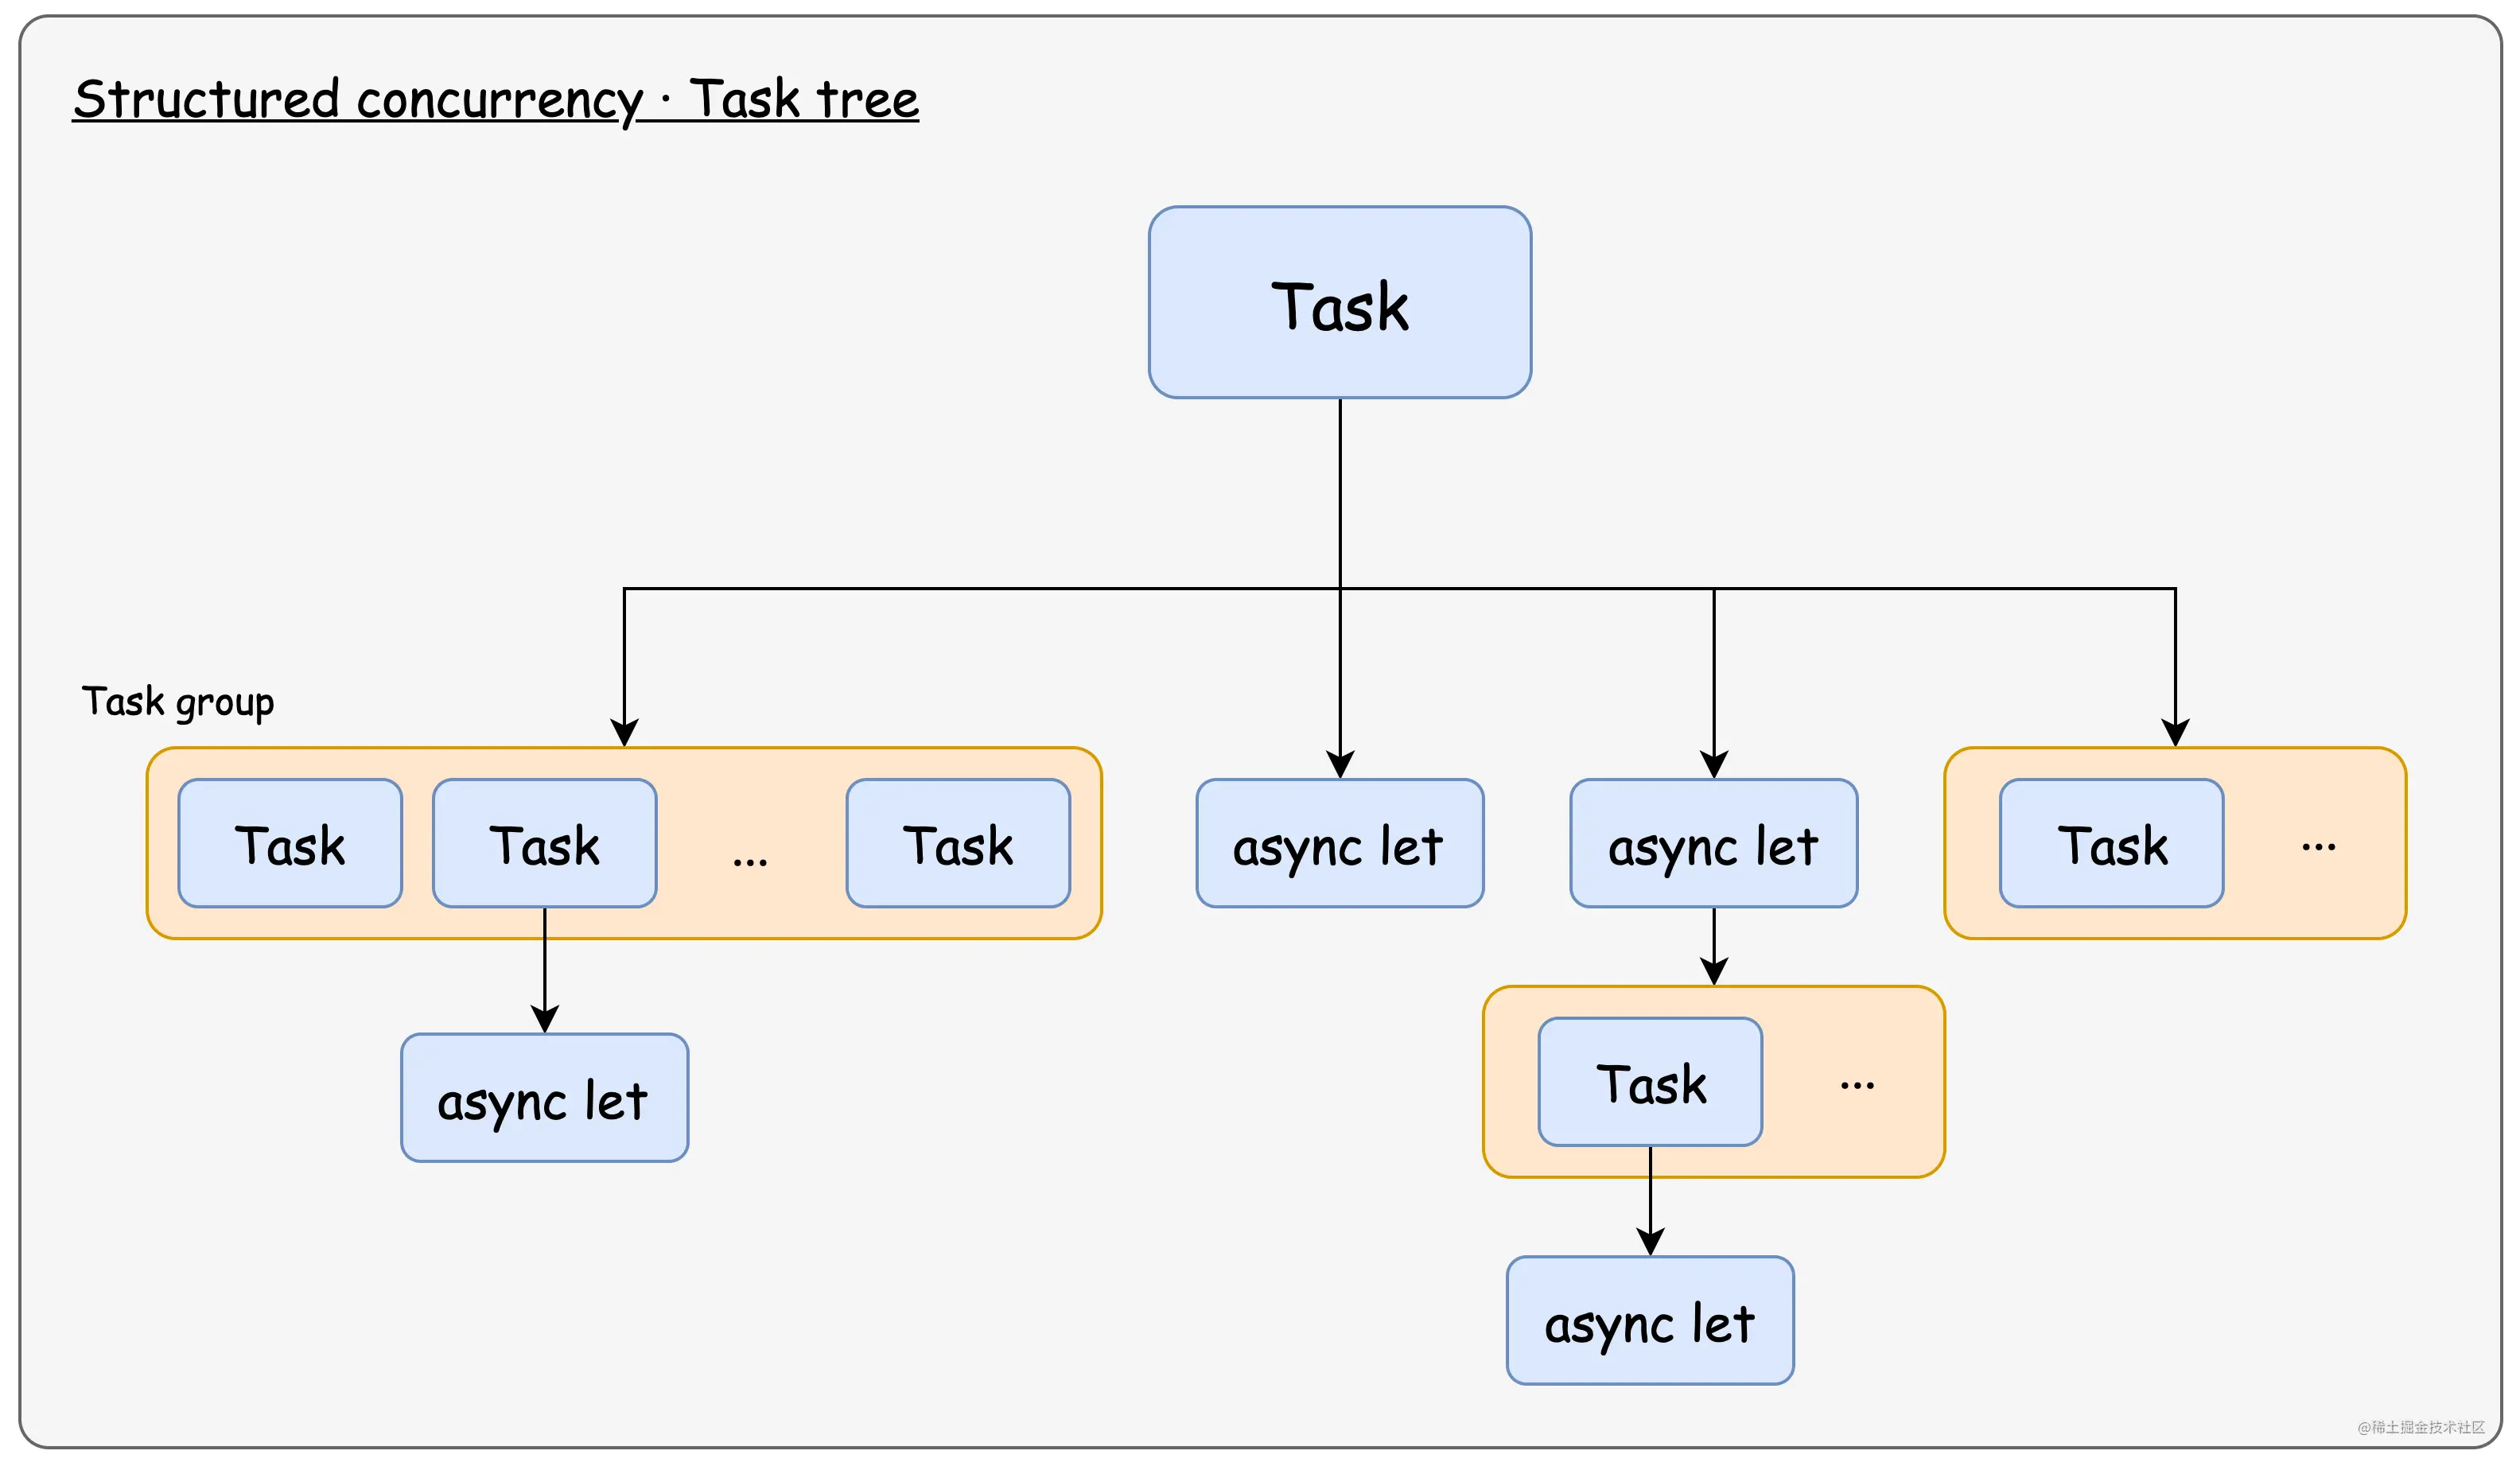 Structured concurrency · Task tree
Task
Task group
Task
Task
...
Task
async let
async let
Task
...
async let
Task
...
async let
@稀土掘金技术社区